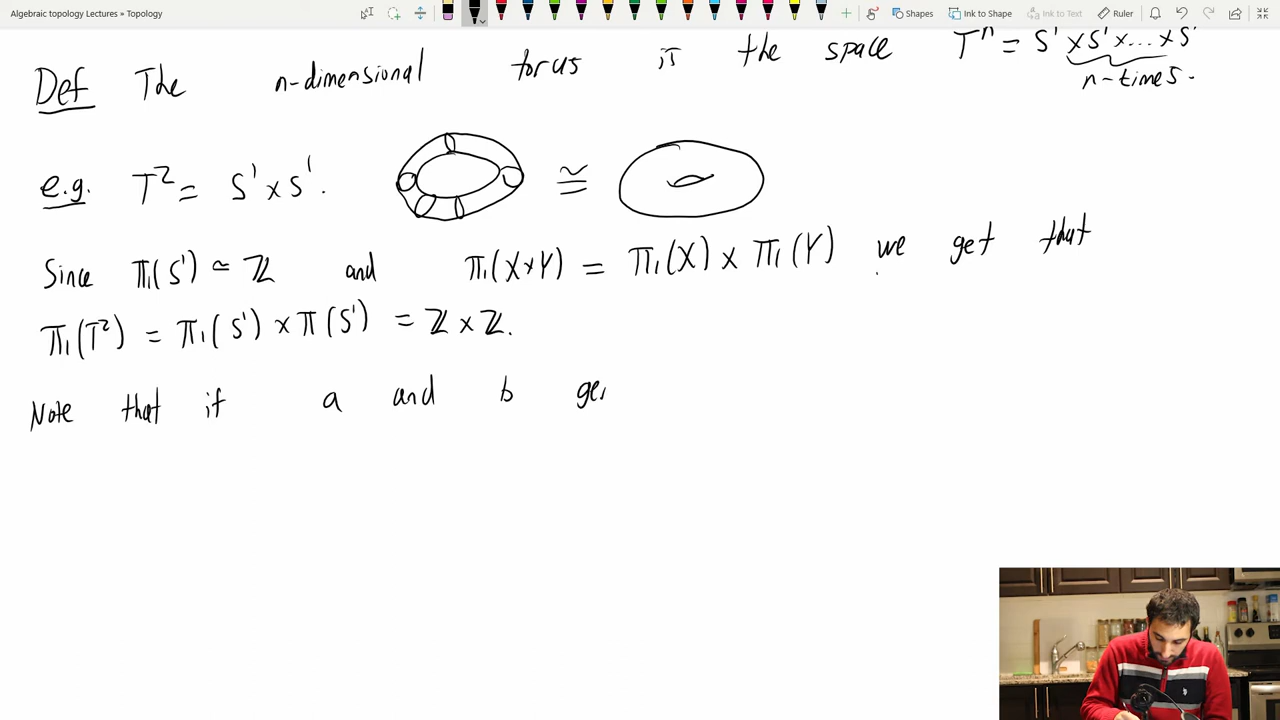 Algebraic topology Lectures » Topology
Shapes Ink to Shape Ink to Text Ruler
Def The n-dimensional torus is the space Tⁿ = S¹ × S¹ × ... × S¹
n-times.
e.g. T² = S¹ × S¹. ≅
Since π₁(S¹) ≃ ℤ and π₁(X×Y) = π₁(X) × π₁(Y) we get that
π₁(T²) = π₁(S¹) × π(S¹) = ℤ × ℤ.
Note that if a and b gen